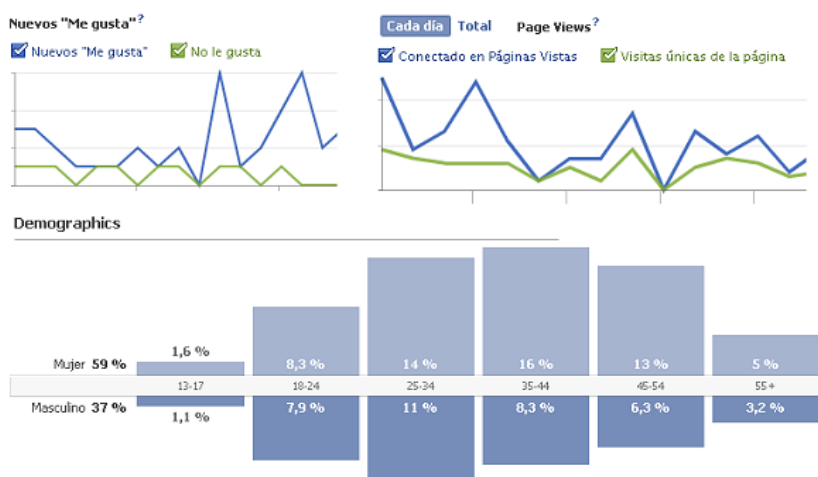 Nuevos "Me gusta"?
Nuevos "Me gusta" No le gusta
Cada día Total Page Views?
Conectado en Páginas Vistas Visitas únicas de la página
Demographics
Mujer 59 % 1,6 % 8,3 % 14 % 16 % 13 % 5 %
13-17 18-24 25-34 35-44 45-54 55+
Masculino 37 % 1,1 % 7,9 % 11 % 8,3 % 6,3 % 3,2 %